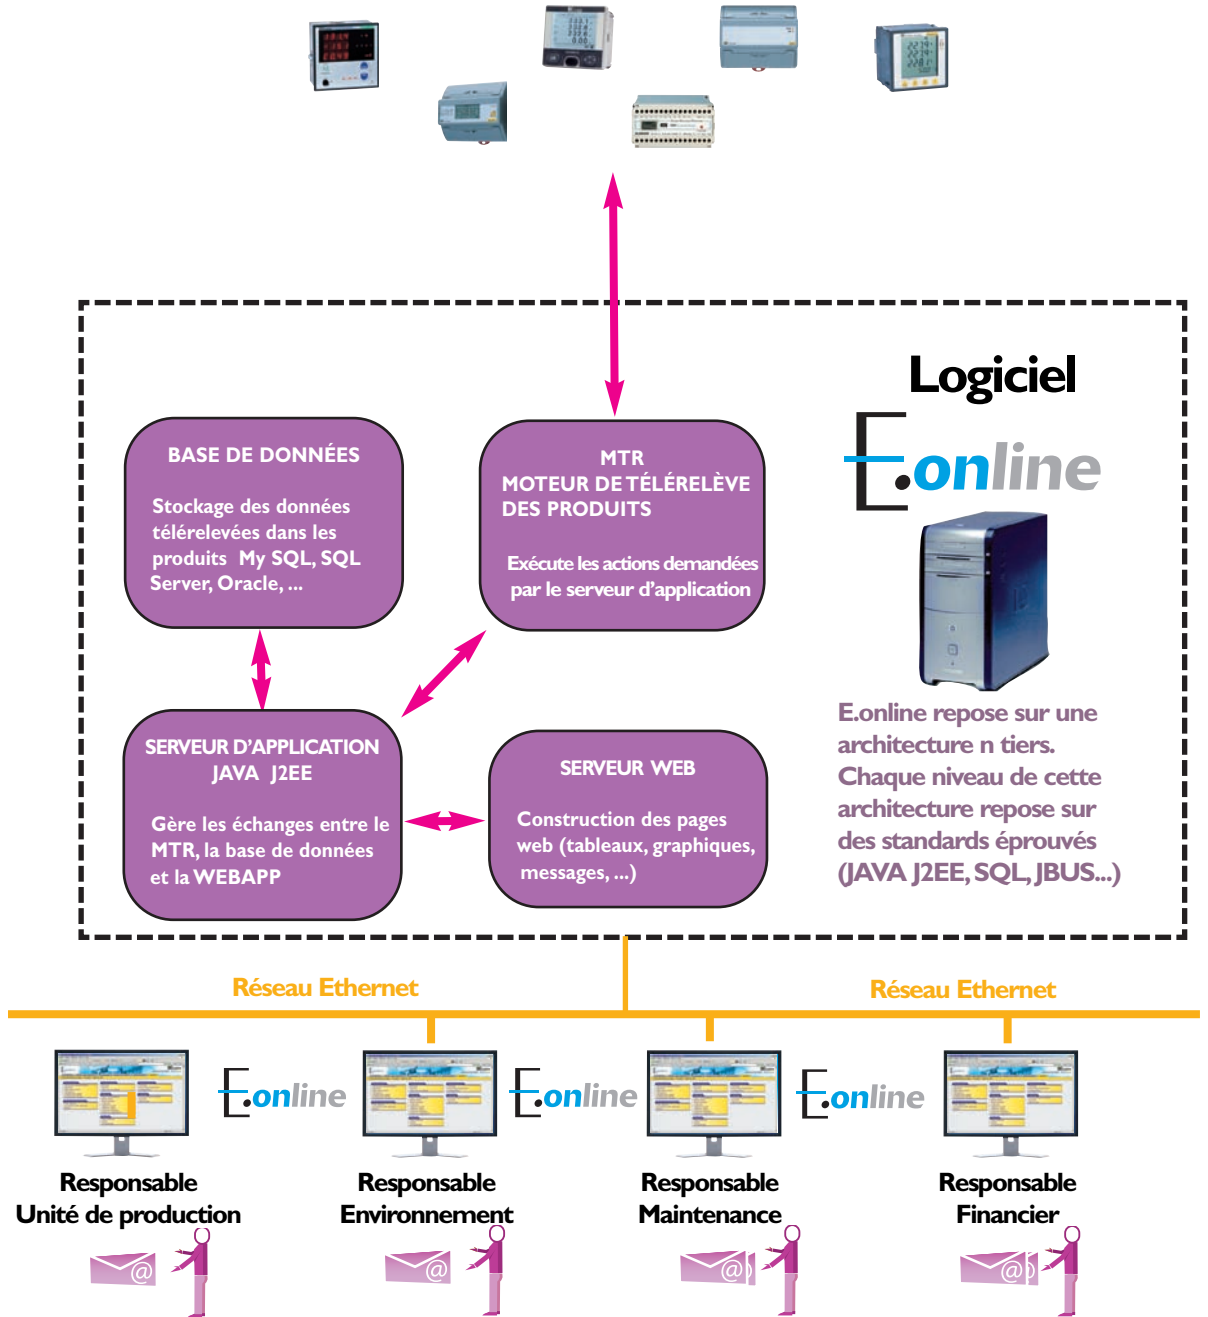 Logiciel
E.online
BASE DE DONNÉES
Stockage des données
télérelevées dans les
produits My SQL, SQL
Server, Oracle, ...
MTR
MOTEUR DE TÉLÉRELÈVE
DES PRODUITS
Exécute les actions demandées
par le serveur d'application
SERVEUR D'APPLICATION
JAVA J2EE
Gère les échanges entre le
MTR, la base de données
et la WEBAPP
SERVEUR WEB
Construction des pages
web (tableaux, graphiques,
messages, ...)
E.online repose sur une
architecture n tiers.
Chaque niveau de cette
architecture repose sur
des standards éprouvés
(JAVA J2EE, SQL, JBUS...)
Réseau Ethernet
Réseau Ethernet
E.online
E.online
E.online
Responsable
Unité de production
Responsable
Environnement
Responsable
Maintenance
Responsable
Financier
@
@
@
@